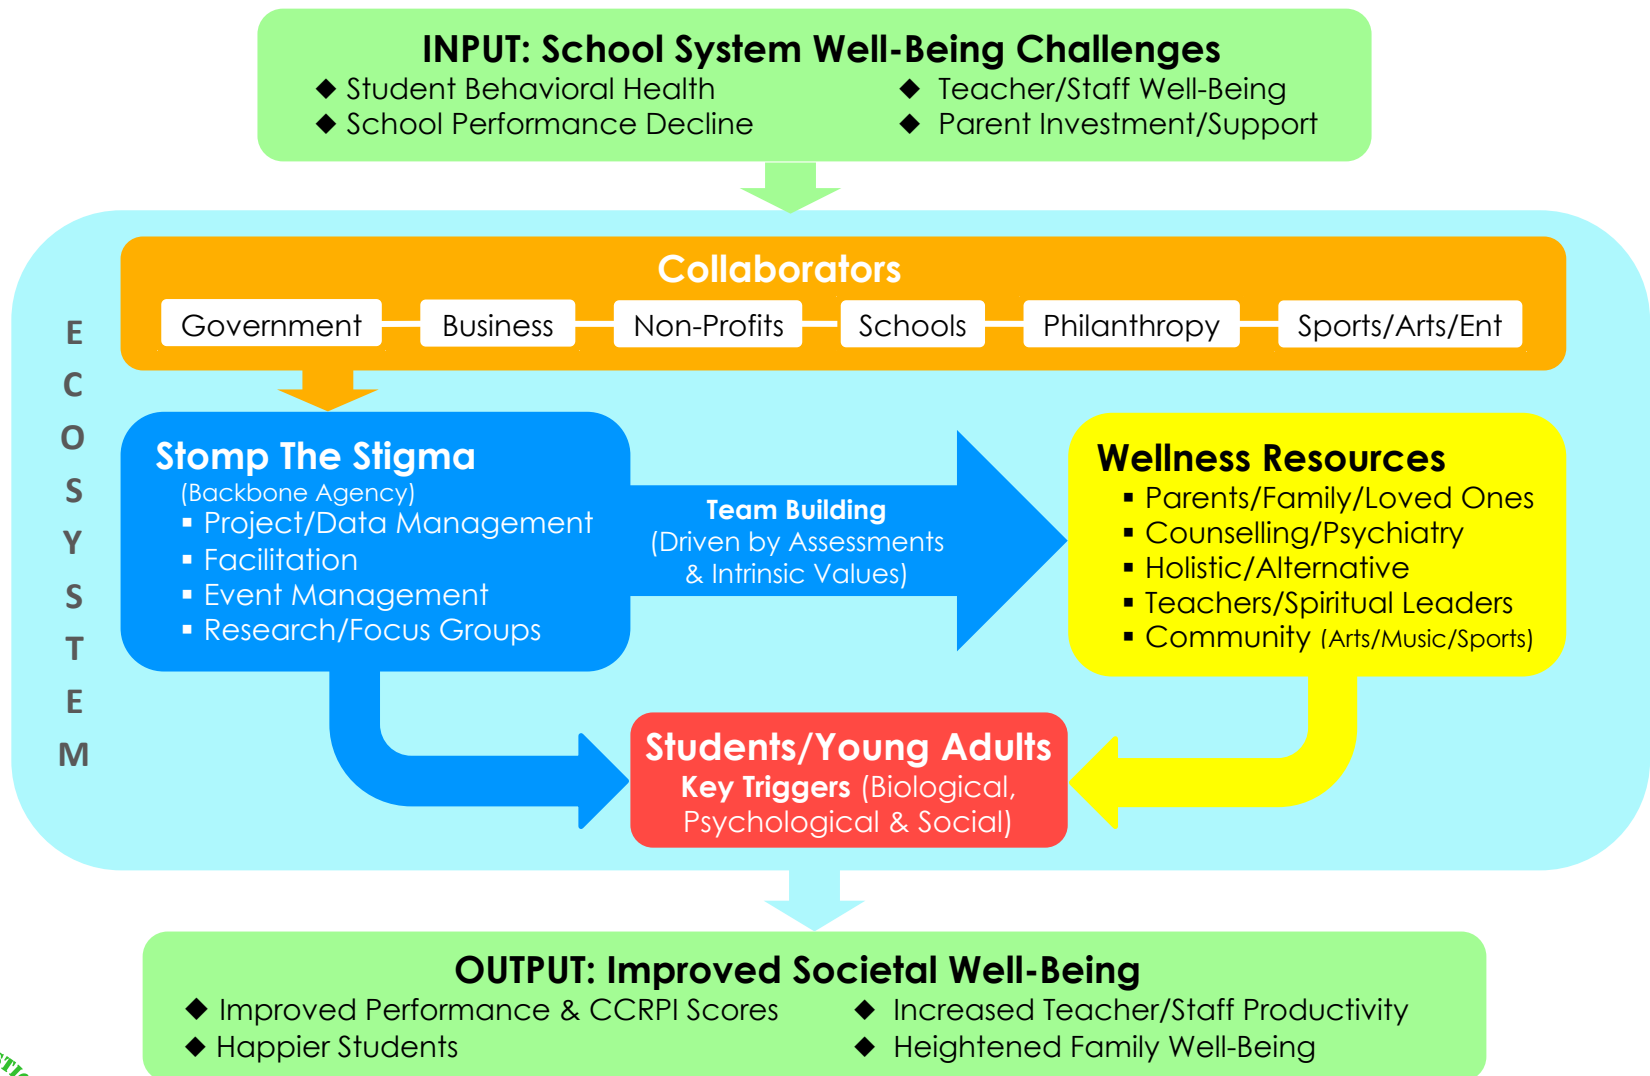 INPUT: School System Well-Being Challenges
◆ Student Behavioral Health
◆ Teacher/Staff Well-Being
◆ School Performance Decline
◆ Parent Investment/Support
ECOSYSTEM
Collaborators
Government
Business
Non-Profits
Schools
Philanthropy
Sports/Arts/Ent
Stomp The Stigma
(Backbone Agency)
▪ Project/Data Management
▪ Facilitation
▪ Event Management
▪ Research/Focus Groups
Team Building
(Driven by Assessments
& Intrinsic Values)
Wellness Resources
▪ Parents/Family/Loved Ones
▪ Counselling/Psychiatry
▪ Holistic/Alternative
▪ Teachers/Spiritual Leaders
▪ Community (Arts/Music/Sports)
Students/Young Adults
Key Triggers (Biological,
Psychological & Social)
OUTPUT: Improved Societal Well-Being
◆ Improved Performance & CCRPI Scores
◆ Increased Teacher/Staff Productivity
◆ Happier Students
◆ Heightened Family Well-Being